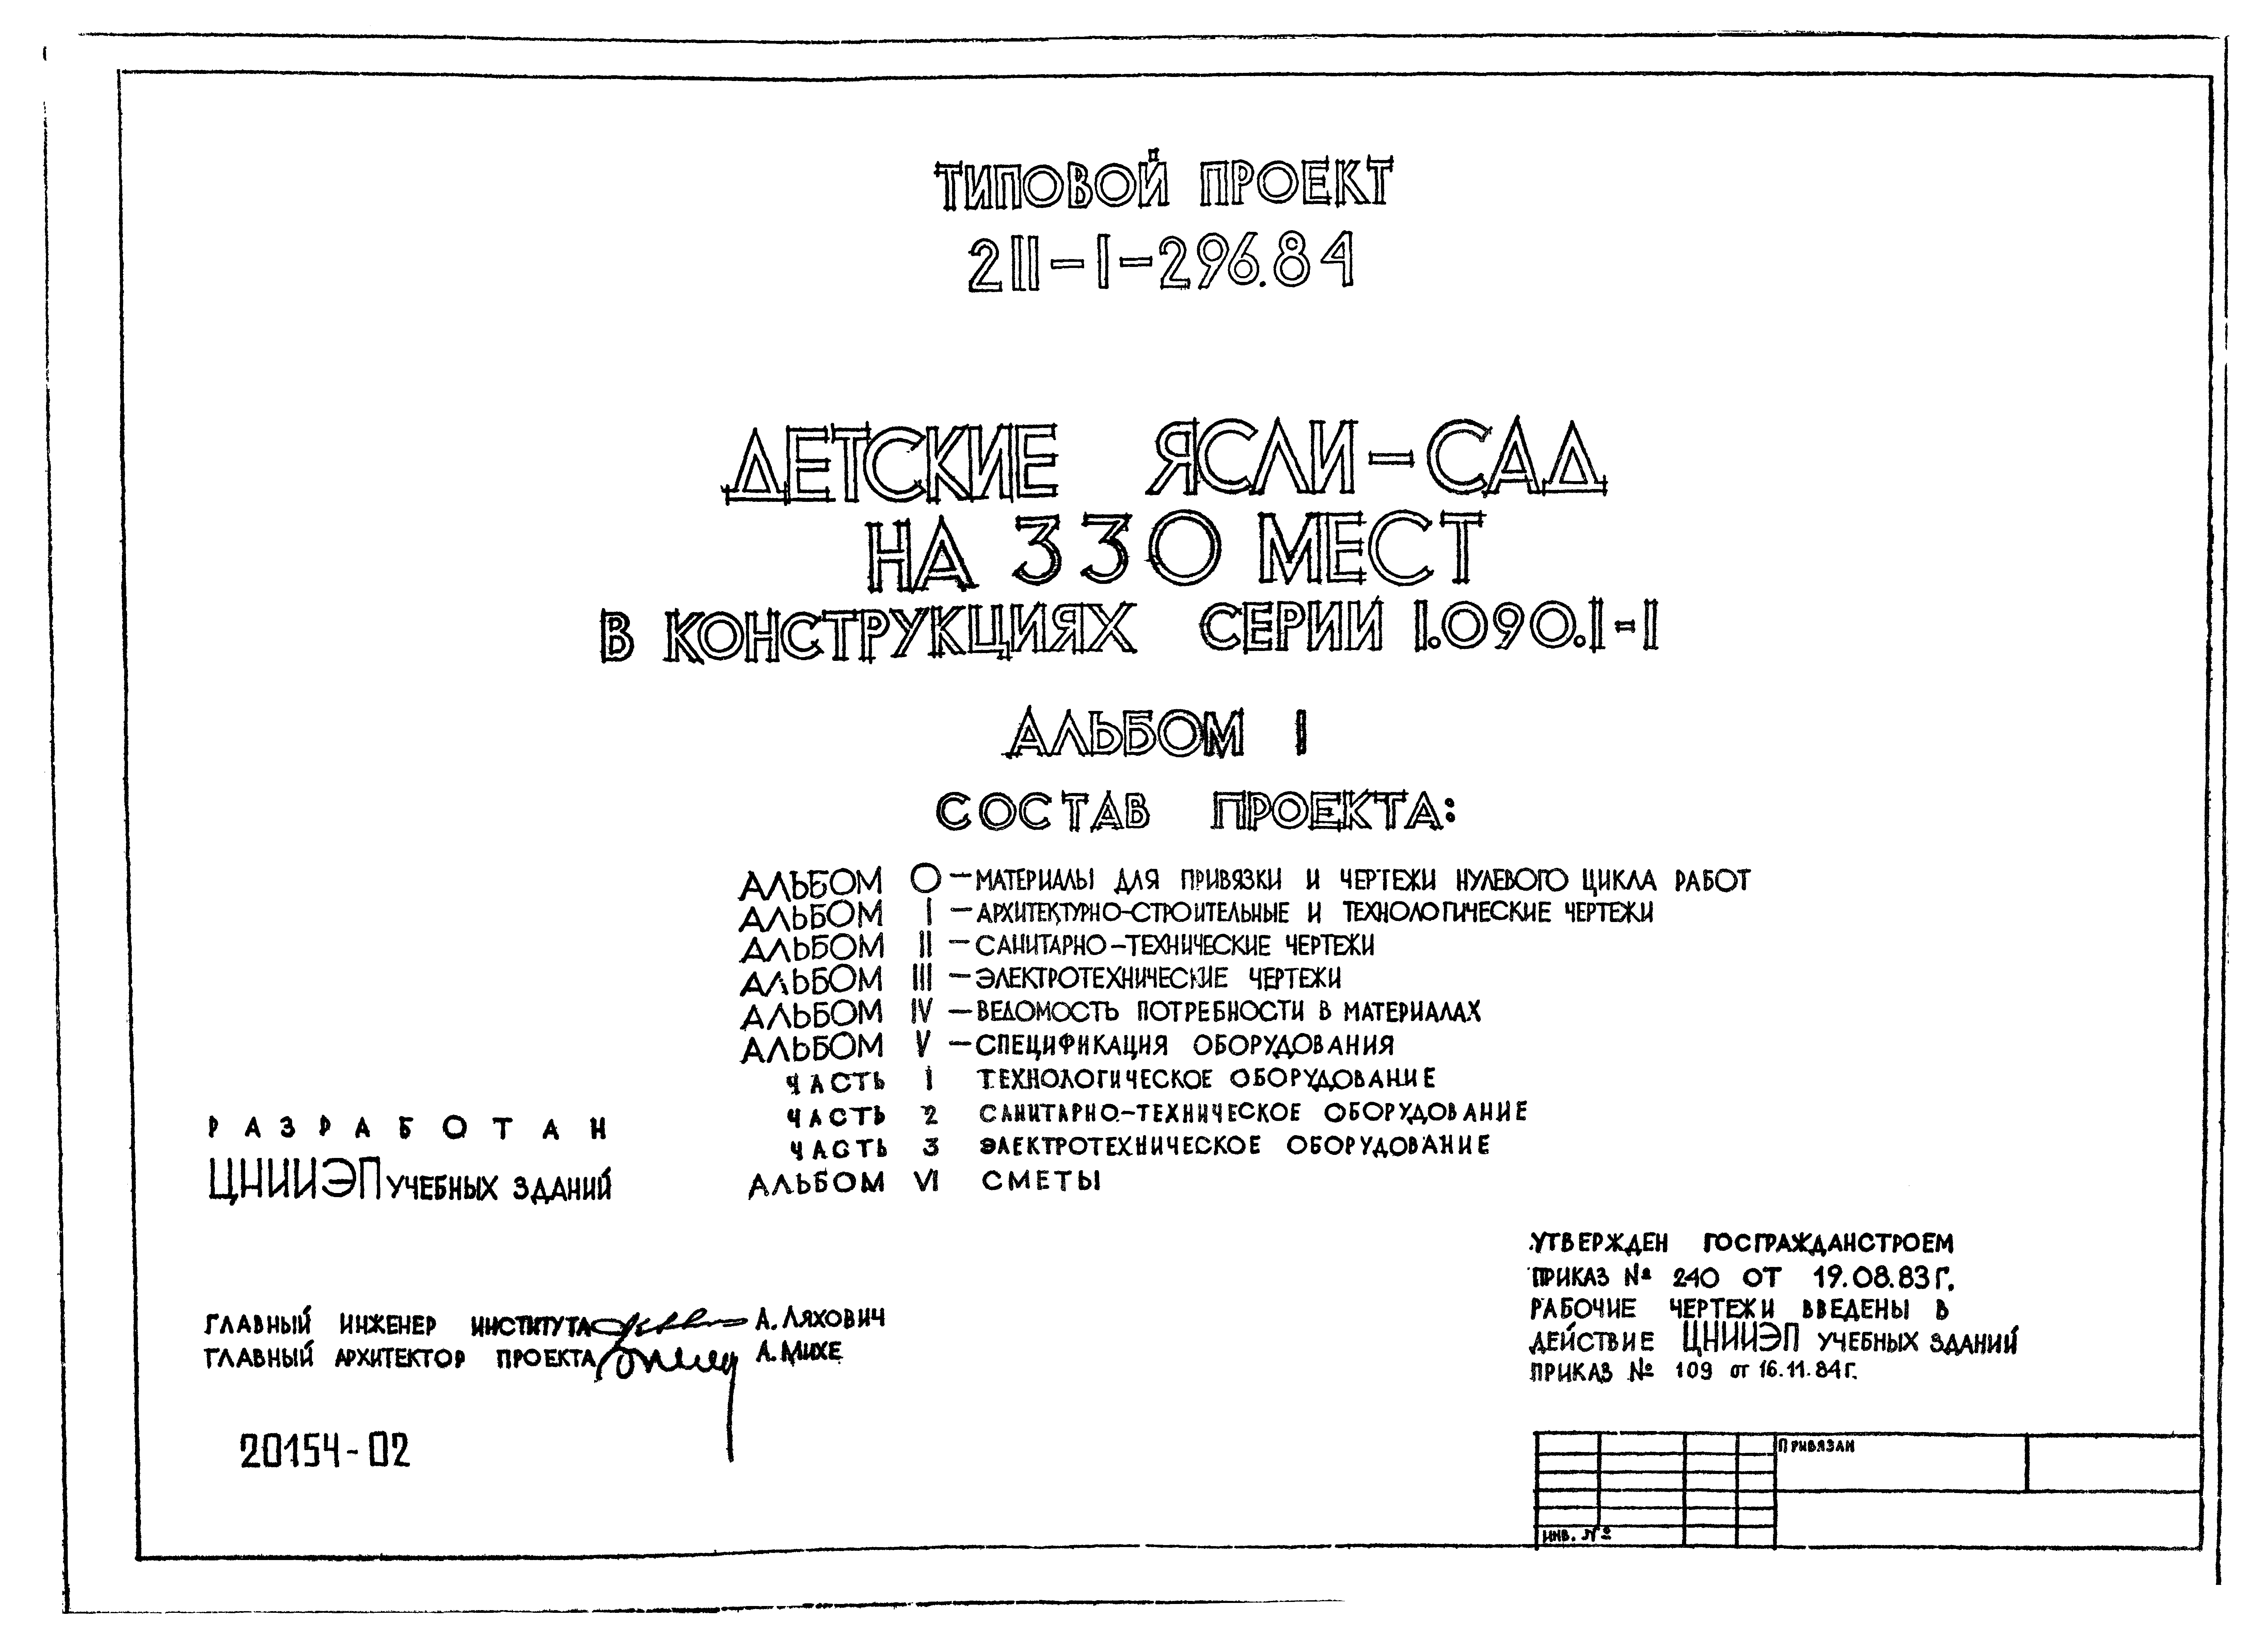 ТИПОВОЙ ПРОЕКТ
211-1-296.84
ДЕТСКИЕ ЯСЛИ-САД
НА 330 МЕСТ
В КОНСТРУКЦИЯХ СЕРИИ 1.090.1-1
АЛЬБОМ I
СОСТАВ ПРОЕКТА:
АЛЬБОМ 0 — МАТЕРИАЛЫ ДЛЯ ПРИВЯЗКИ И ЧЕРТЕЖИ НУЛЕВОГО ЦИКЛА РАБОТ
АЛЬБОМ I — АРХИТЕКТУРНО-СТРОИТЕЛЬНЫЕ И ТЕХНОЛОГИЧЕСКИЕ ЧЕРТЕЖИ
АЛЬБОМ II — САНИТАРНО-ТЕХНИЧЕСКИЕ ЧЕРТЕЖИ
АЛЬБОМ III — ЭЛЕКТРОТЕХНИЧЕСКИЕ ЧЕРТЕЖИ
АЛЬБОМ IV — ВЕДОМОСТЬ ПОТРЕБНОСТИ В МАТЕРИАЛАХ
АЛЬБОМ V — СПЕЦИФИКАЦИЯ ОБОРУДОВАНИЯ
ЧАСТЬ 1 ТЕХНОЛОГИЧЕСКОЕ ОБОРУДОВАНИЕ
ЧАСТЬ 2 САНИТАРНО-ТЕХНИЧЕСКОЕ ОБОРУДОВАНИЕ
ЧАСТЬ 3 ЭЛЕКТРОТЕХНИЧЕСКОЕ ОБОРУДОВАНИЕ
АЛЬБОМ VI СМЕТЫ
РАЗРАБОТАН
ЦНИИЭП УЧЕБНЫХ ЗДАНИЙ
ГЛАВНЫЙ ИНЖЕНЕР ИНСТИТУТА А. ЛЯХОВИЧ
ГЛАВНЫЙ АРХИТЕКТОР ПРОЕКТА А. МИХЕ
20154-02
УТВЕРЖДЕН ГОСГРАЖДАНСТРОЕМ
ПРИКАЗ № 240 ОТ 19.08.83 Г.
РАБОЧИЕ ЧЕРТЕЖИ ВВЕДЕНЫ В
ДЕЙСТВИЕ ЦНИИЭП УЧЕБНЫХ ЗДАНИЙ
ПРИКАЗ № 109 от 16.11.84 г.
ПРИВЯЗАН
ИНВ. №